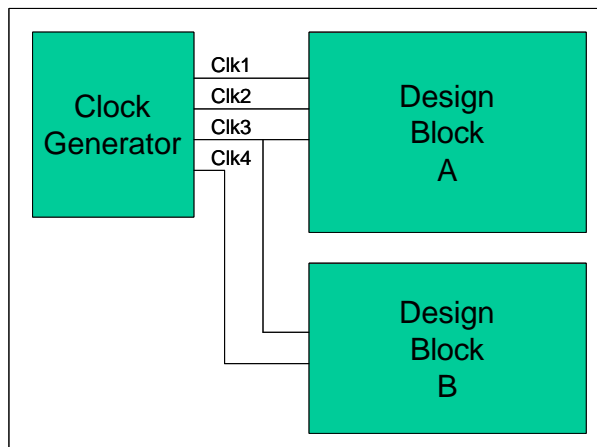 Clock
Generator
Clk1
Clk2
Clk3
Clk4
Design
Block
A
Design
Block
B